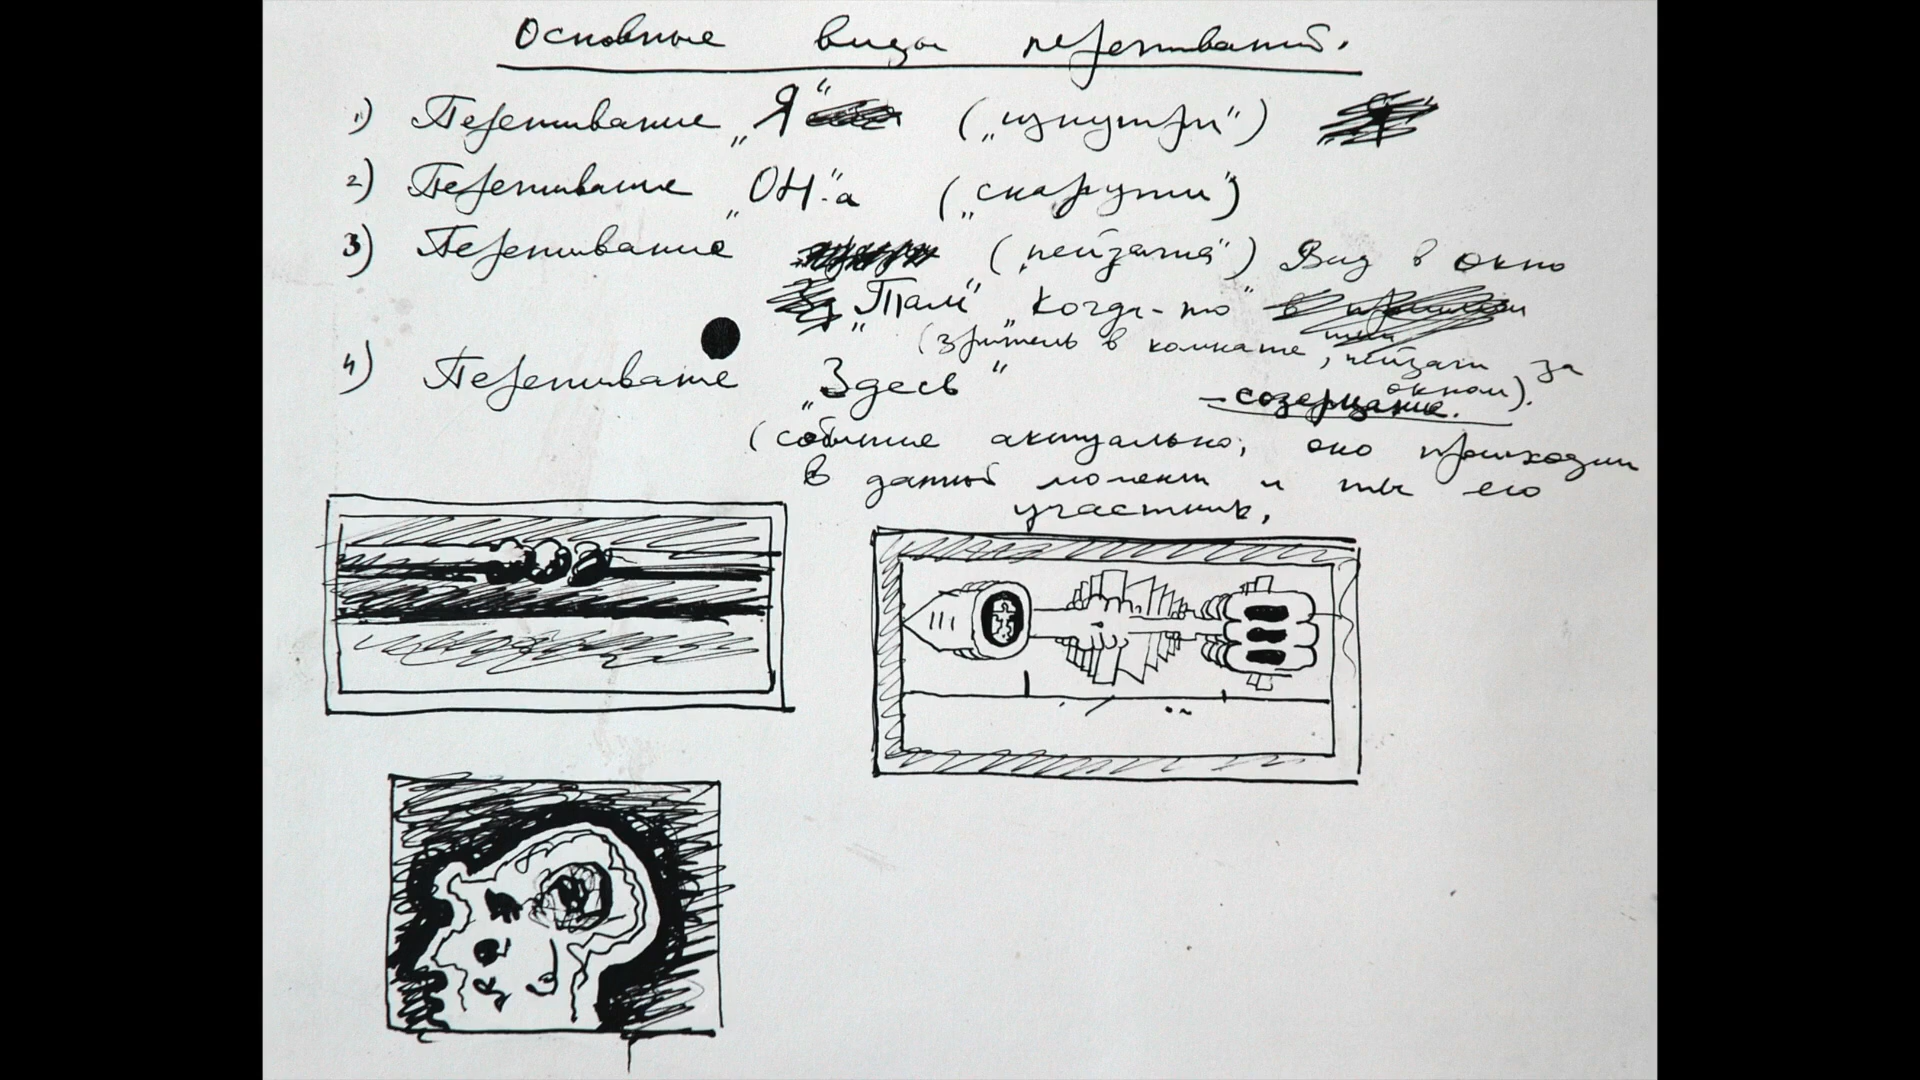 Основные виды переживаний.
1) Переживание „Я“ („изнутри“)
2) Переживание „ОН“.а („снаружи“)
3) Переживание („пейзажа“) Вид в окно
„Там“ „Когда-то“
(зритель в комнате, пейзаж за
окном).
4) Переживание „Здесь“ – созерцание.
(событие актуально, оно происходит
в данный момент и ты его
участник,